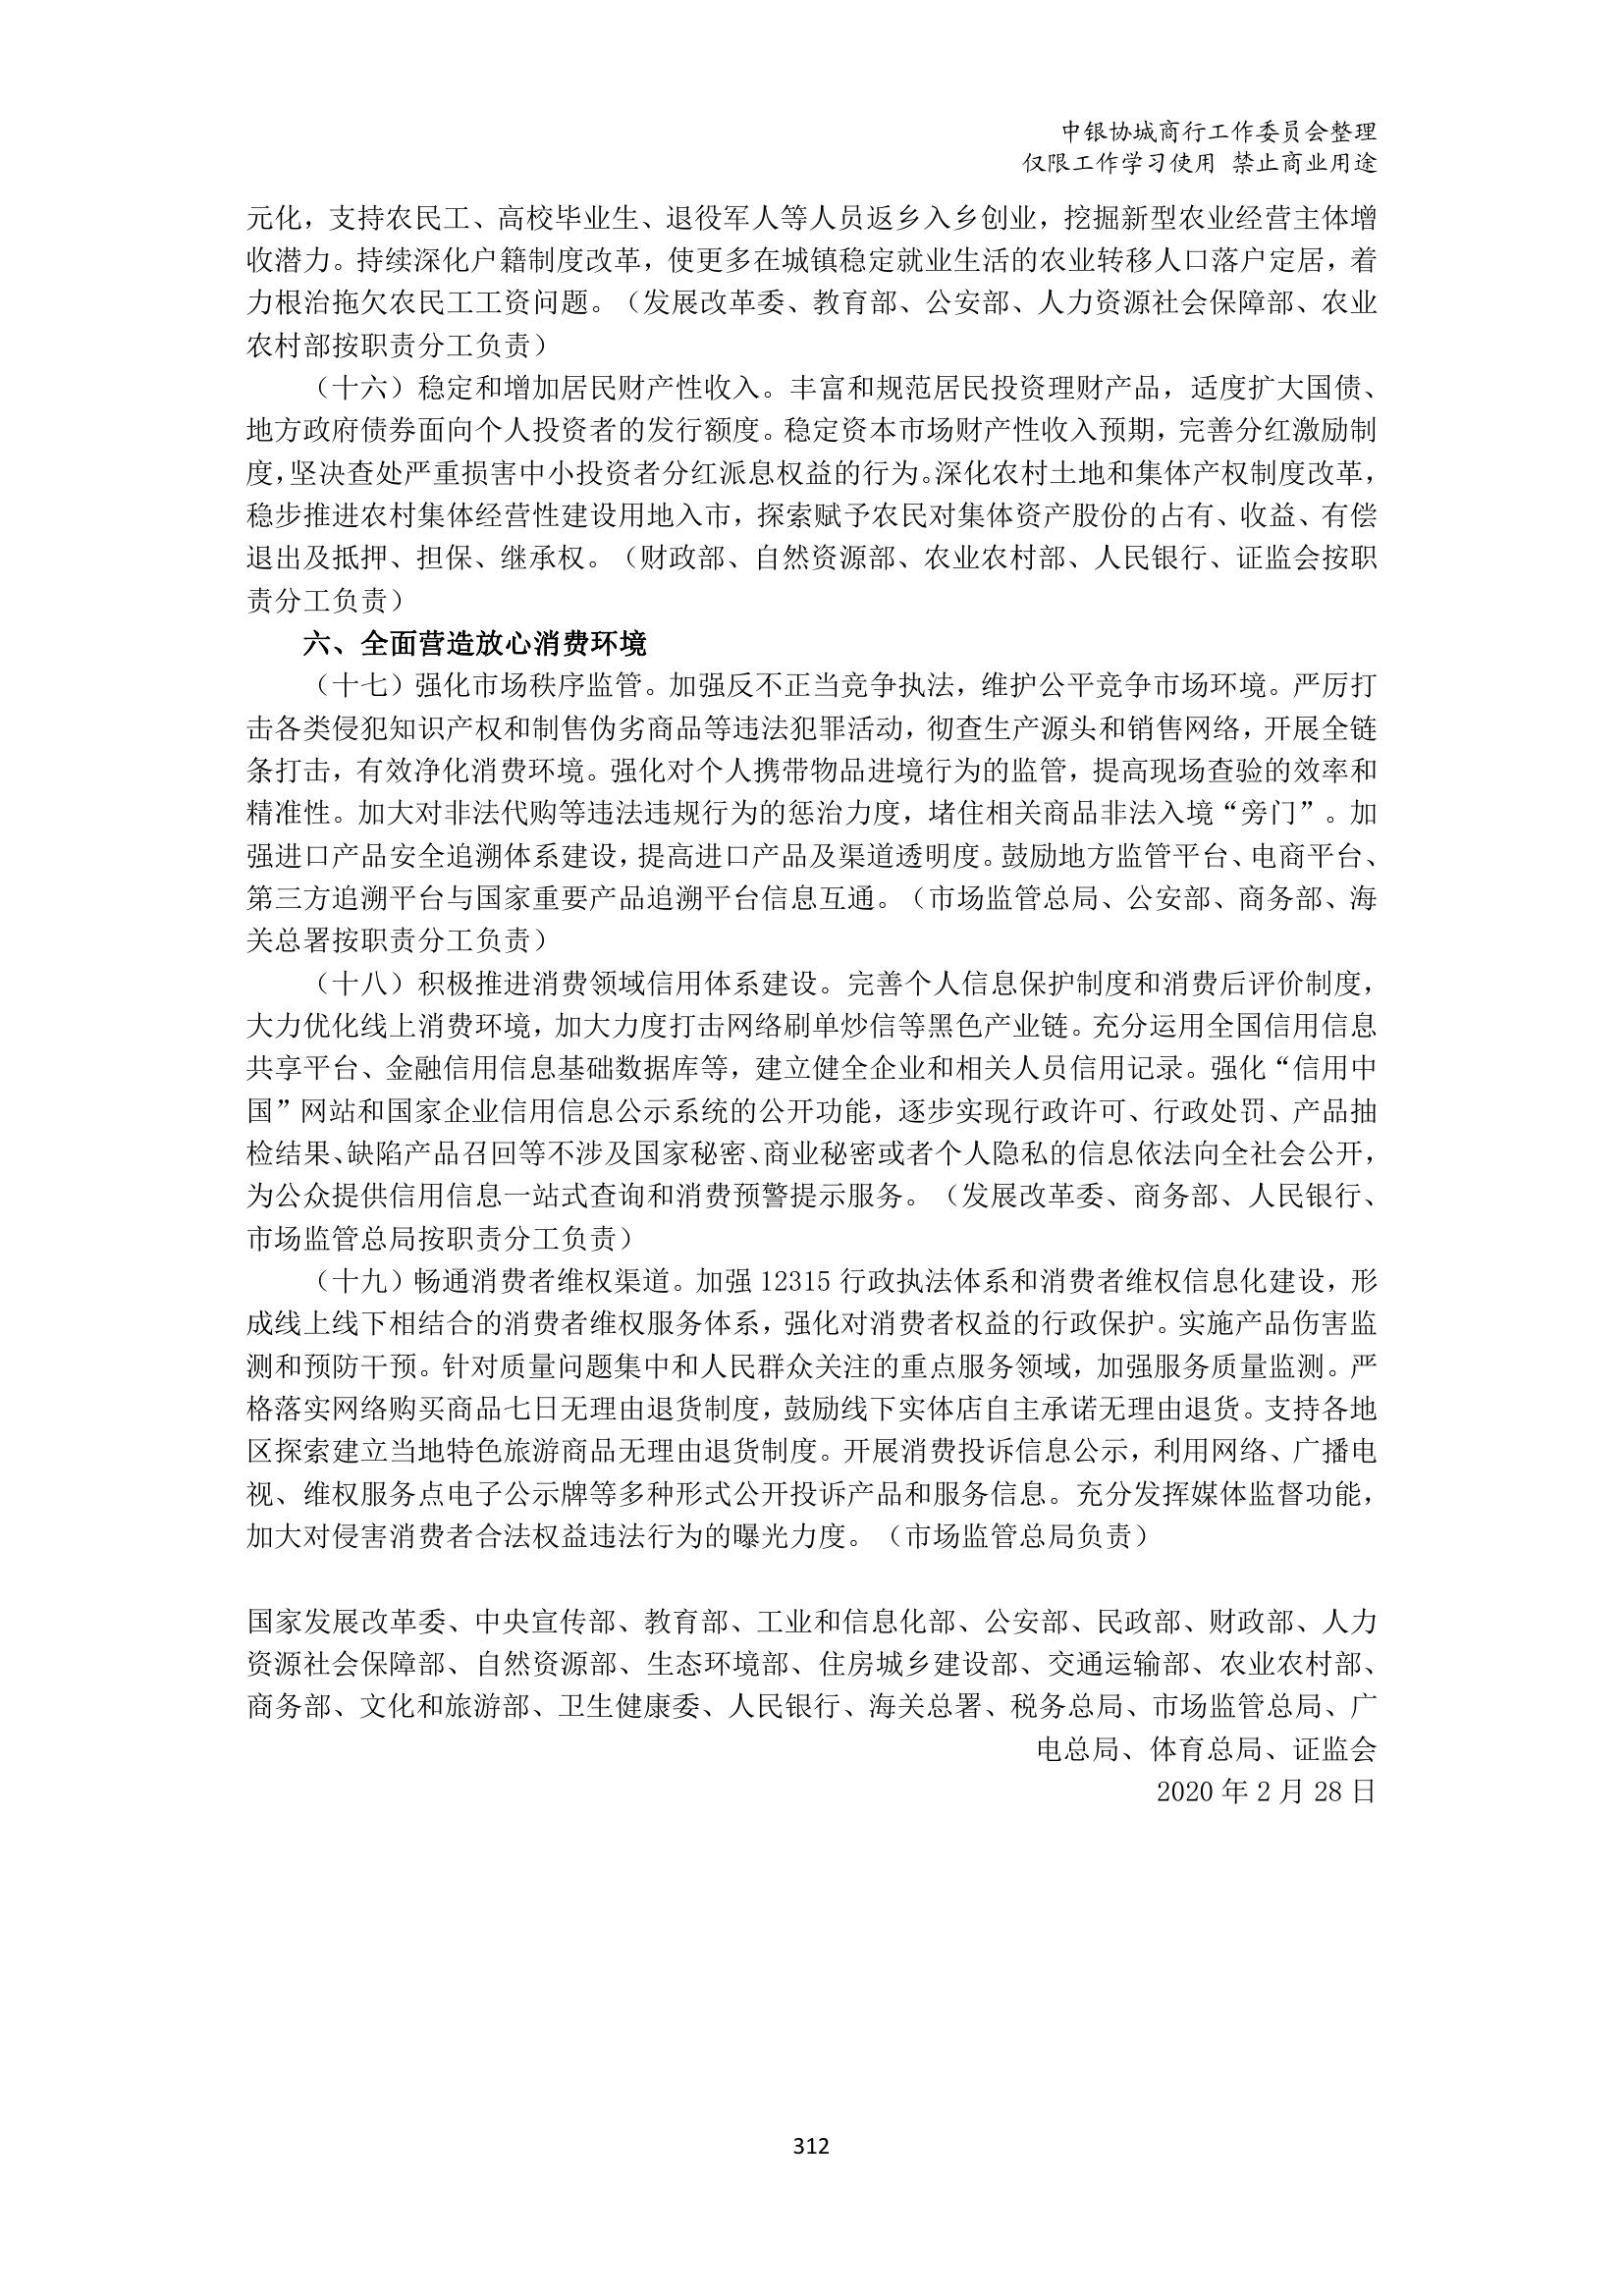 中银协城商行工作委员会整理
仅限工作学习使用 禁止商业用途
元化，支持农民工、高校毕业生、退役军人等人员返乡入乡创业，挖掘新型农业经营主体增
收潜力。持续深化户籍制度改革，使更多在城镇稳定就业生活的农业转移人口落户定居，着
力根治拖欠农民工工资问题。（发展改革委、教育部、公安部、人力资源社会保障部、农业
农村部按职责分工负责）
（十六）稳定和增加居民财产性收入。丰富和规范居民投资理财产品，适度扩大国债、
地方政府债券面向个人投资者的发行额度。稳定资本市场财产性收入预期，完善分红激励制
度，坚决查处严重损害中小投资者分红派息权益的行为。深化农村土地和集体产权制度改革，
稳步推进农村集体经营性建设用地入市，探索赋予农民对集体资产股份的占有、收益、有偿
退出及抵押、担保、继承权。（财政部、自然资源部、农业农村部、人民银行、证监会按职
责分工负责）
六、全面营造放心消费环境
（十七）强化市场秩序监管。加强反不正当竞争执法，维护公平竞争市场环境。严厉打
击各类侵犯知识产权和制售伪劣商品等违法犯罪活动，彻查生产源头和销售网络，开展全链
条打击，有效净化消费环境。强化对个人携带物品进境行为的监管，提高现场查验的效率和
精准性。加大对非法代购等违法违规行为的惩治力度，堵住相关商品非法入境“旁门”。加
强进口产品安全追溯体系建设，提高进口产品及渠道透明度。鼓励地方监管平台、电商平台、
第三方追溯平台与国家重要产品追溯平台信息互通。（市场监管总局、公安部、商务部、海
关总署按职责分工负责）
（十八）积极推进消费领域信用体系建设。完善个人信息保护制度和消费后评价制度，
大力优化线上消费环境，加大力度打击网络刷单炒信等黑色产业链。充分运用全国信用信息
共享平台、金融信用信息基础数据库等，建立健全企业和相关人员信用记录。强化“信用中
国”网站和国家企业信用信息公示系统的公开功能，逐步实现行政许可、行政处罚、产品抽
检结果、缺陷产品召回等不涉及国家秘密、商业秘密或者个人隐私的信息依法向全社会公开，
为公众提供信用信息一站式查询和消费预警提示服务。（发展改革委、商务部、人民银行、
市场监管总局按职责分工负责）
（十九）畅通消费者维权渠道。加强 12315 行政执法体系和消费者维权信息化建设，形
成线上线下相结合的消费者维权服务体系，强化对消费者权益的行政保护。实施产品伤害监
测和预防干预。针对质量问题集中和人民群众关注的重点服务领域，加强服务质量监测。严
格落实网络购买商品七日无理由退货制度，鼓励线下实体店自主承诺无理由退货。支持各地
区探索建立当地特色旅游商品无理由退货制度。开展消费投诉信息公示，利用网络、广播电
视、维权服务点电子公示牌等多种形式公开投诉产品和服务信息。充分发挥媒体监督功能，
加大对侵害消费者合法权益违法行为的曝光力度。（市场监管总局负责）
国家发展改革委、中央宣传部、教育部、工业和信息化部、公安部、民政部、财政部、人力
资源社会保障部、自然资源部、生态环境部、住房城乡建设部、交通运输部、农业农村部、
商务部、文化和旅游部、卫生健康委、人民银行、海关总署、税务总局、市场监管总局、广
电总局、体育总局、证监会
2020 年 2 月 28 日
312